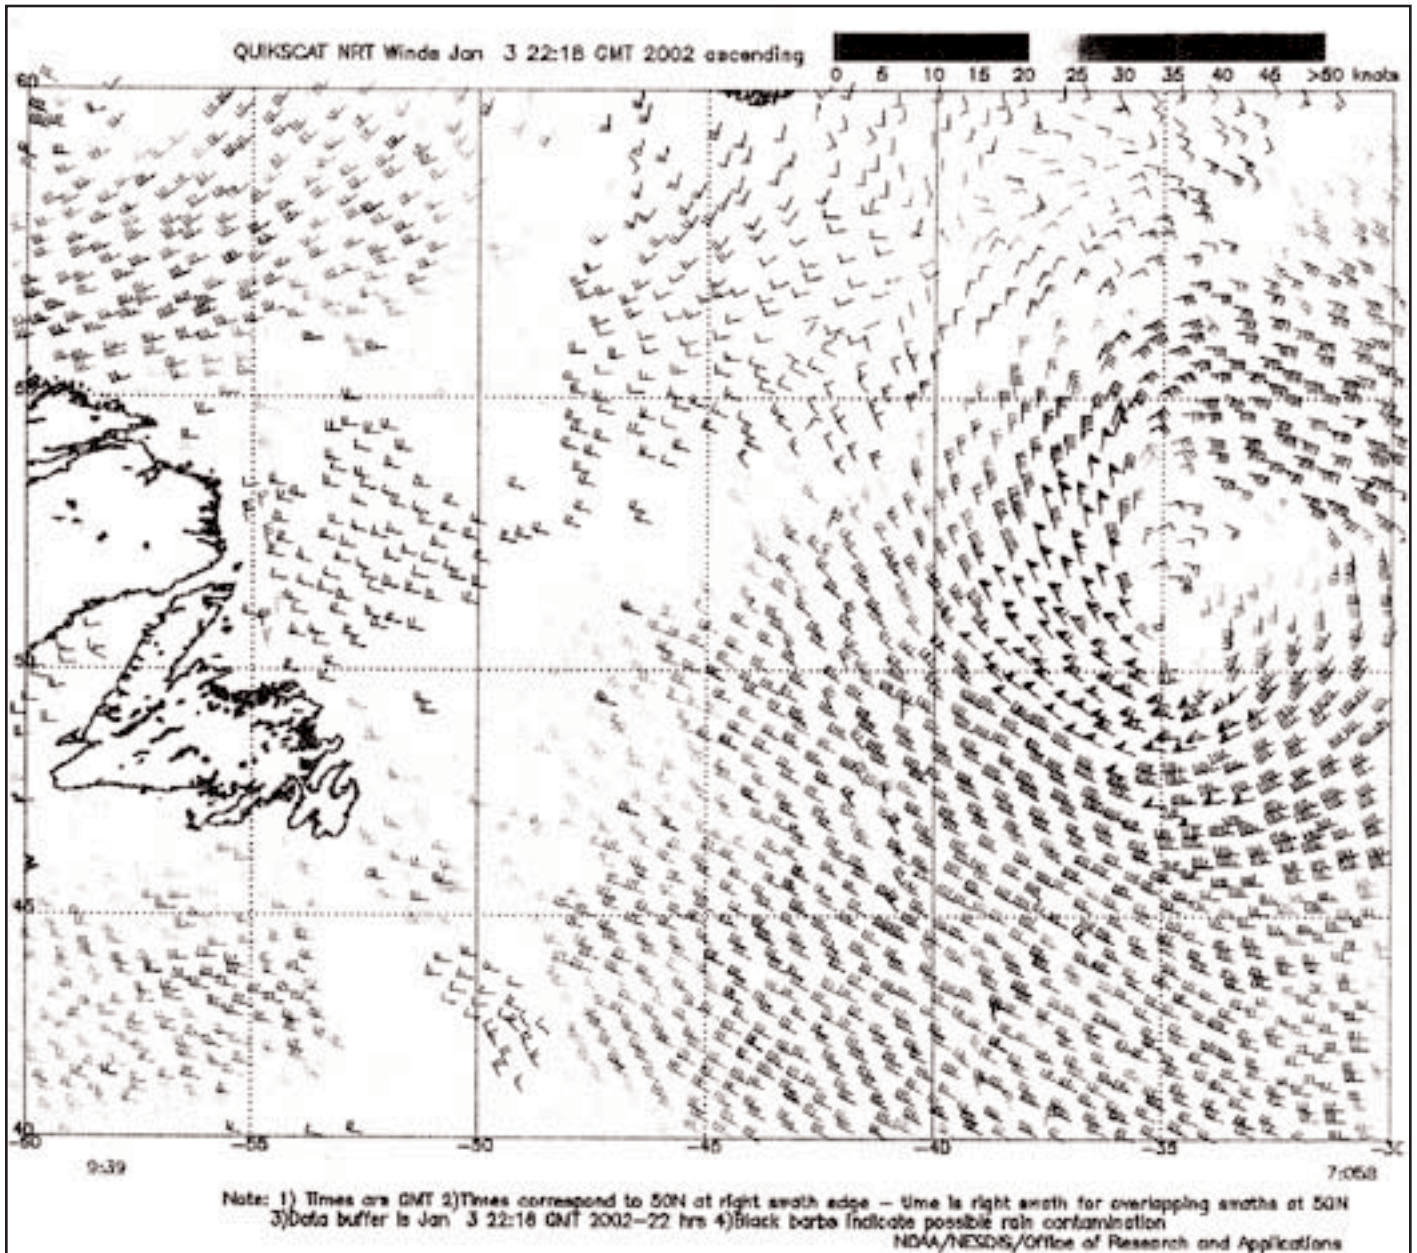 QUIKSCAT NRT Winds Jan 3 22:18 GMT 2002 ascending
0 5 10 15 20 25 30 35 40 45 >50 knots
60
50
45
40
-60 -55 -50 -45 -40 -35 -30
9:39
Note: 1) Times are GMT 2)Times correspond to 50N at right swath edge - time is right swath for overlapping swaths at 50N
3)Data buffer is Jan 3 22:18 GMT 2002-22 hrs 4)Black barbs indicate possible rain contamination
NOAA/NESDIS/Office of Research and Applications